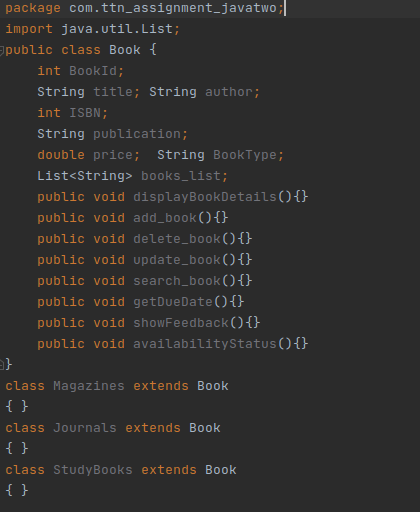 package com.ttn_assignment_javatwo;
import java.util.List;
public class Book {
    int BookId;
    String title; String author;
    int ISBN;
    String publication;
    double price;  String BookType;
    List<String> books_list;
    public void displayBookDetails(){}
    public void add_book(){}
    public void delete_book(){}
    public void update_book(){}
    public void search_book(){}
    public void getDueDate(){}
    public void showFeedback(){}
    public void availabilityStatus(){}
}
class Magazines extends Book
{ }
class Journals extends Book
{ }
class StudyBooks extends Book
{ }